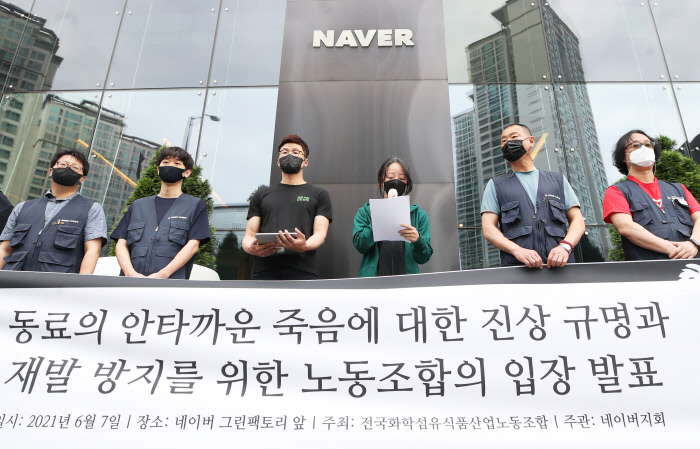 NAVER
동료의 안타까운 죽음에 대한 진상 규명과
재발 방지를 위한 노동조합의 입장 발표
일시: 2021년 6월 7일 | 장소: 네이버 그린팩토리 앞 | 주최: 전국화학섬유식품산업노동조합 | 주관: 네이버지회